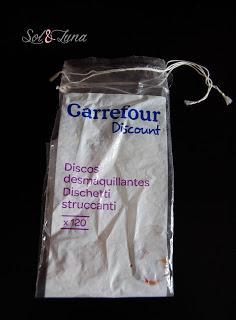 Sol&Luna
Carrefour
Discount
Discos
desmaquillantes
Dischetti
struccanti
x 120